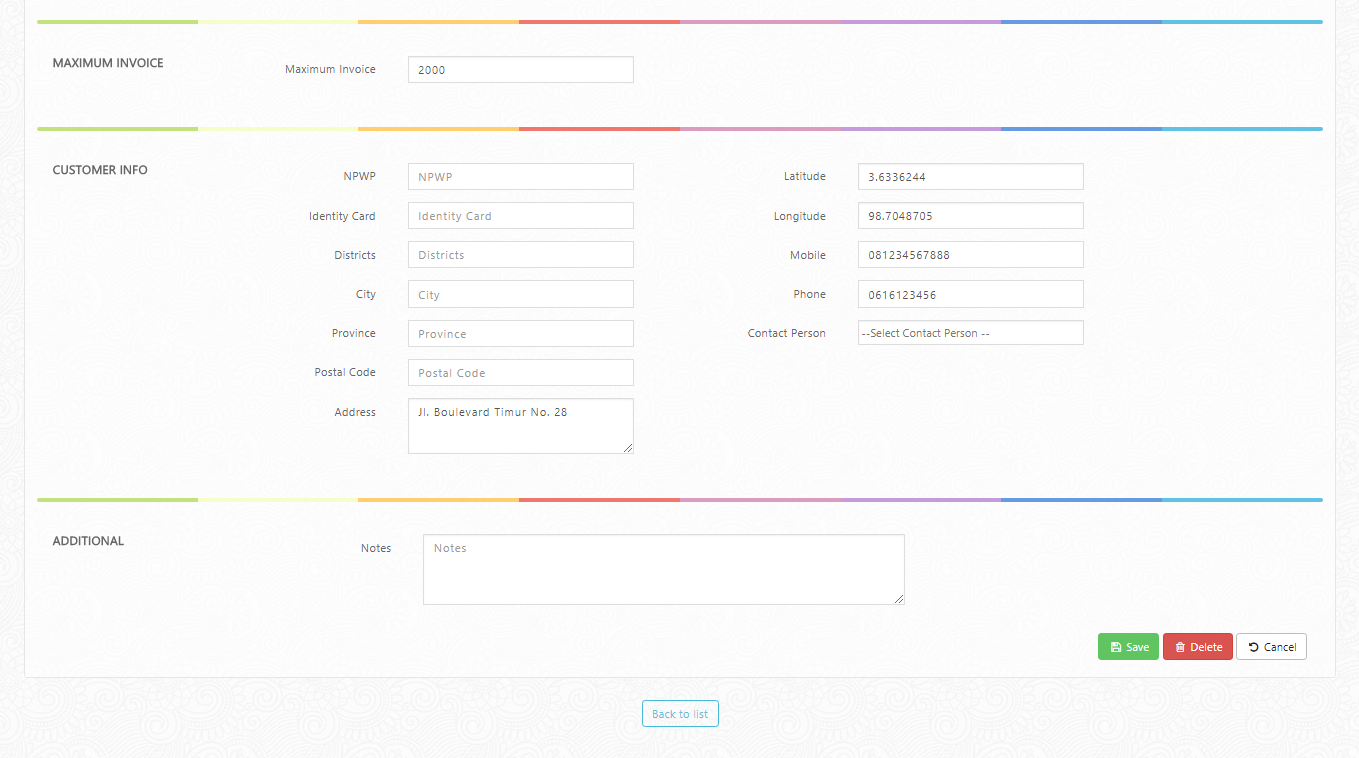 MAXIMUM INVOICE
Maximum Invoice 2000
CUSTOMER INFO
NPWP NPWP
Identity Card Identity Card
Districts Districts
City City
Province Province
Postal Code Postal Code
Address Jl. Boulevard Timur No. 28
Latitude 3.6336244
Longitude 98.7048705
Mobile 081234567888
Phone 0616123456
Contact Person --Select Contact Person --
ADDITIONAL
Notes Notes
Save Delete Cancel
Back to list